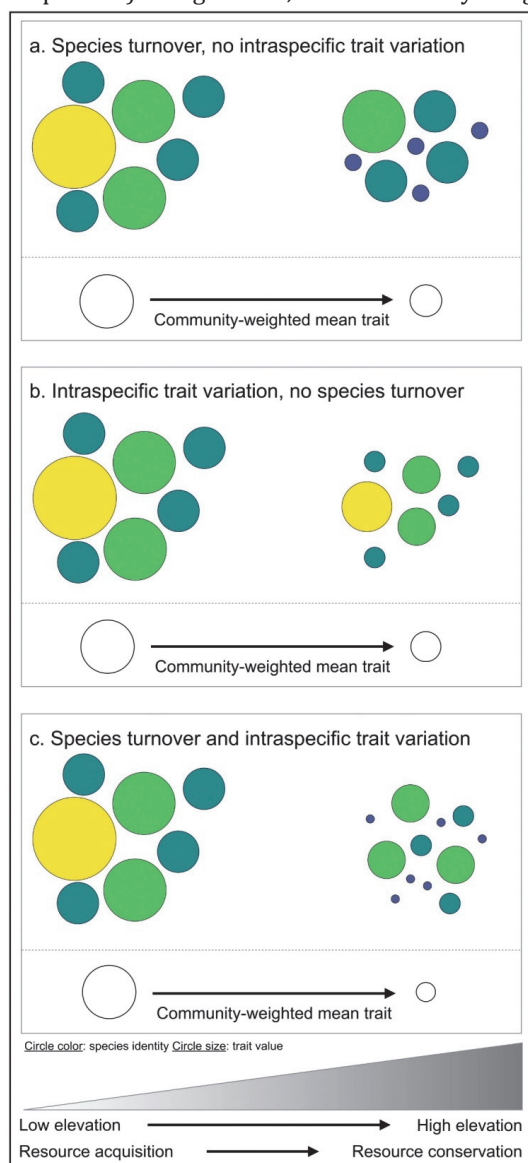 a. Species turnover, no intraspecific trait variation
Community-weighted mean trait
b. Intraspecific trait variation, no species turnover
Community-weighted mean trait
c. Species turnover and intraspecific trait variation
Community-weighted mean trait
Circle color: species identity Circle size: trait value
Low elevation High elevation
Resource acquisition Resource conservation